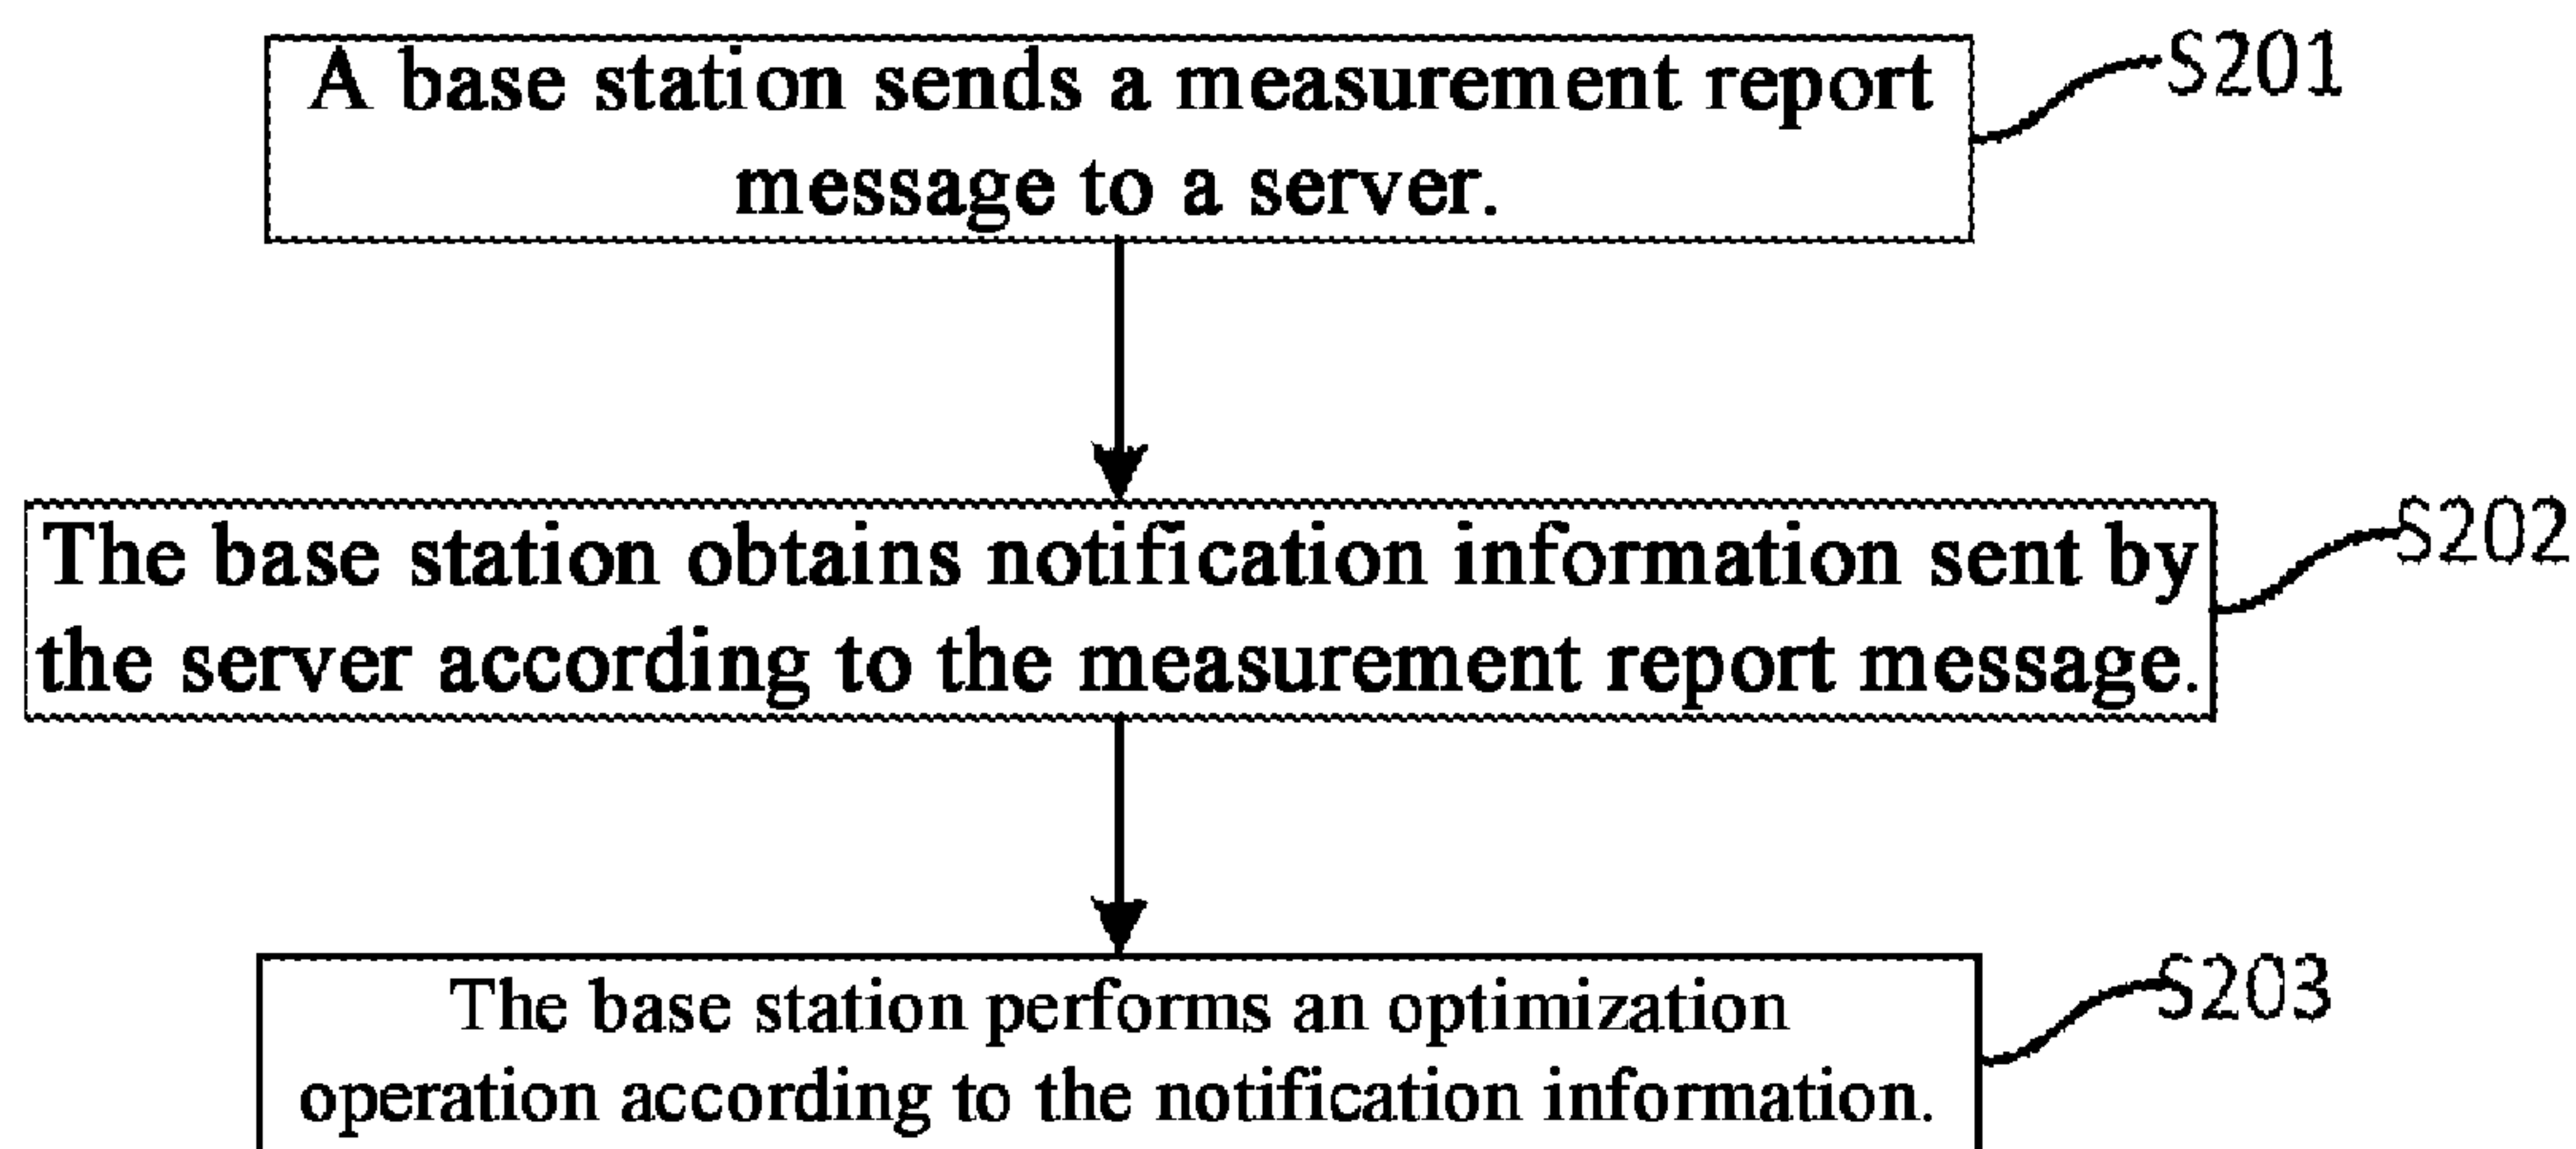 A base station sends a measurement report
message to a server.
S201
The base station obtains notification information sent by
the server according to the measurement report message.
S202
The base station performs an optimization
operation according to the notification information.
S203